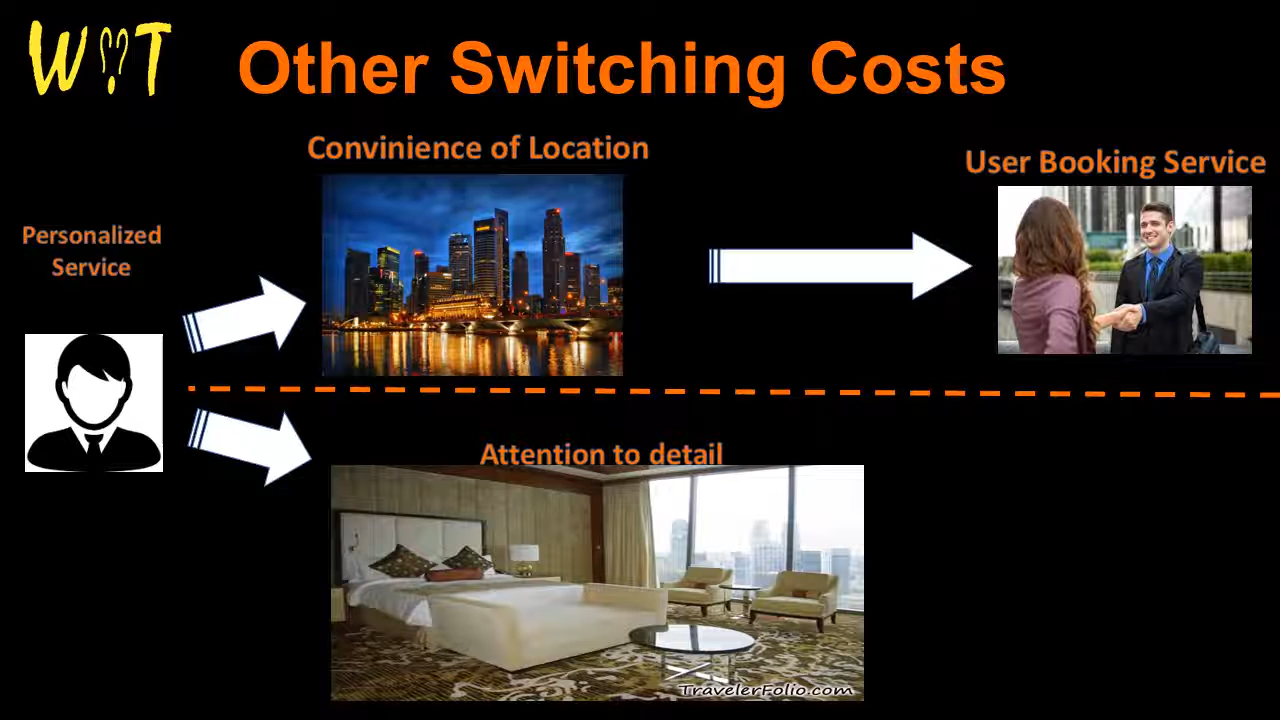 W!?T
Other Switching Costs
Convinience of Location
User Booking Service
Personalized
Service
Attention to detail
TravelerFolio.com